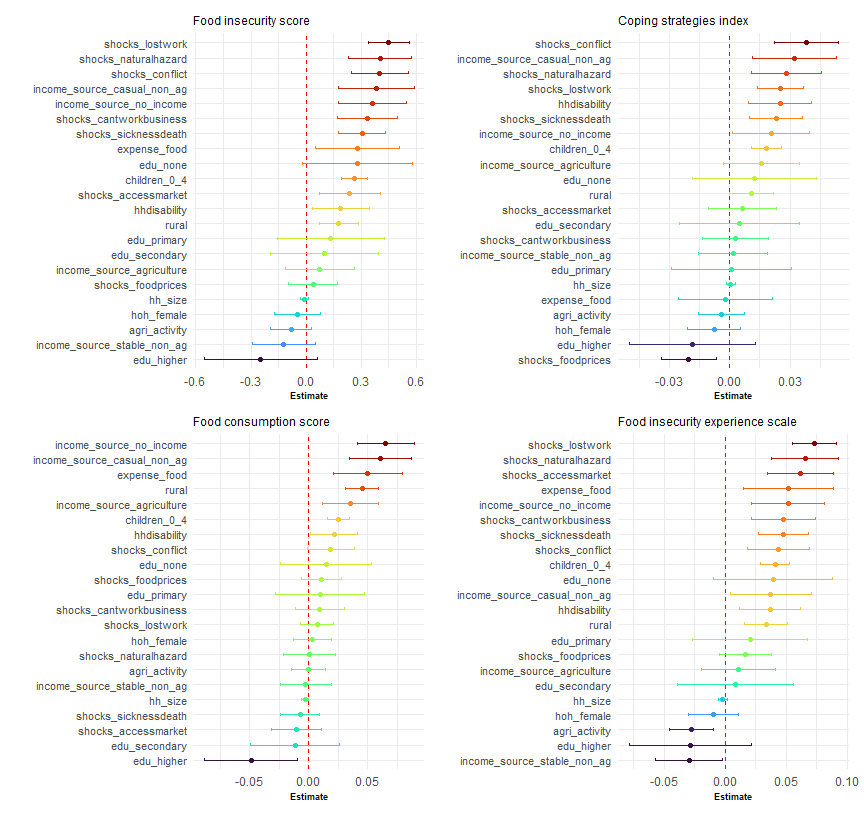 Food insecurity score
shocks_lostwork
shocks_naturalhazard
shocks_conflict
income_source_casual_non_ag
income_source_no_income
shocks_cantworkbusiness
shocks_sicknessdeath
expense_food
edu_none
children_0_4
shocks_accessmarket
hhdisability
rural
edu_primary
edu_secondary
income_source_agriculture
shocks_foodprices
hh_size
hoh_female
agri_activity
income_source_stable_non_ag
edu_higher
-0.6 -0.3 0.0 0.3 0.6
Estimate
Coping strategies index
shocks_conflict
income_source_casual_non_ag
shocks_naturalhazard
shocks_lostwork
hhdisability
shocks_sicknessdeath
income_source_no_income
children_0_4
income_source_agriculture
edu_none
rural
shocks_accessmarket
edu_secondary
shocks_cantworkbusiness
income_source_stable_non_ag
edu_primary
hh_size
expense_food
agri_activity
hoh_female
edu_higher
shocks_foodprices
-0.03 0.00 0.03
Estimate
Food consumption score
income_source_no_income
income_source_casual_non_ag
expense_food
rural
income_source_agriculture
children_0_4
hhdisability
shocks_conflict
edu_none
shocks_foodprices
edu_primary
shocks_cantworkbusiness
shocks_lostwork
hoh_female
shocks_naturalhazard
agri_activity
income_source_stable_non_ag
hh_size
shocks_sicknessdeath
shocks_accessmarket
edu_secondary
edu_higher
-0.05 0.00 0.05
Estimate
Food insecurity experience scale
shocks_lostwork
shocks_naturalhazard
shocks_accessmarket
expense_food
income_source_no_income
shocks_cantworkbusiness
shocks_sicknessdeath
shocks_conflict
children_0_4
edu_none
income_source_casual_non_ag
hhdisability
rural
edu_primary
shocks_foodprices
income_source_agriculture
edu_secondary
hh_size
hoh_female
agri_activity
edu_higher
income_source_stable_non_ag
-0.05 0.00 0.05 0.10
Estimate